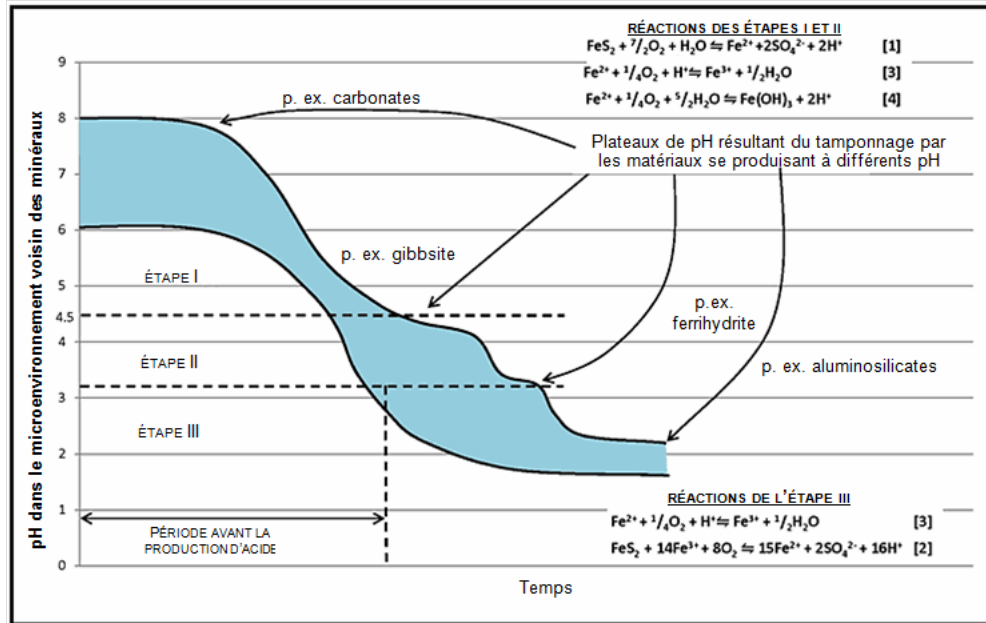 RÉACTIONS DES ÉTAPES I ET II
FeS₂ + ⁷/₂O₂ + H₂O ⇋ Fe²⁺ +2SO₄²⁻ + 2H⁺ [1]
Fe²⁺ + ¹/₄O₂ + H⁺⇋ Fe³⁺ + ¹/₂H₂O [3]
Fe²⁺ + ¹/₄O₂ + ⁵/₂H₂O ⇋ Fe(OH)₃ + 2H⁺ [4]
p. ex. carbonates
Plateaux de pH résultant du tamponnage par
les matériaux se produisant à différents pH
p. ex. gibbsite
p.ex.
ferrihydrite
p. ex. aluminosilicates
ÉTAPE I
ÉTAPE II
ÉTAPE III
PÉRIODE AVANT LA
PRODUCTION D'ACIDE
pH dans le microenvironnement voisin des minéraux
9
8
7
6
5
4.5
4
3
2
1
0
RÉACTIONS DE L'ÉTAPE III
Fe²⁺ + ¹/₄O₂ + H⁺⇋ Fe³⁺ + ¹/₂H₂O [3]
FeS₂ + 14Fe³⁺ + 8O₂ ⇋ 15Fe²⁺ + 2SO₄²⁻ + 16H⁺ [2]
Temps